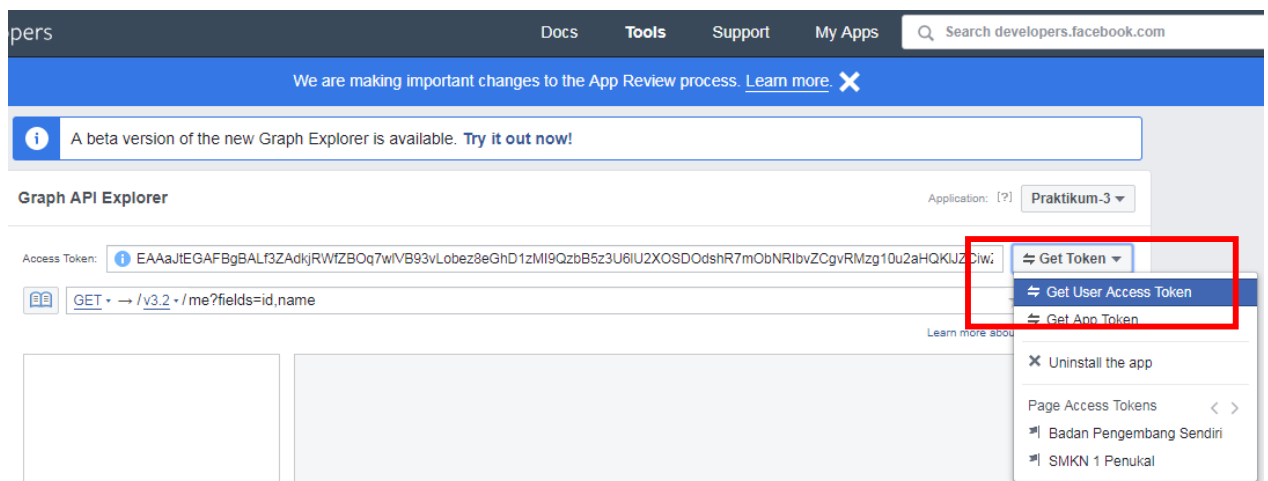 pers Docs Tools Support My Apps Search developers.facebook.com
We are making important changes to the App Review process. Learn more.
A beta version of the new Graph Explorer is available. Try it out now!
Graph API Explorer Application: [?] Praktikum-3
Access Token: Get Token
GET → /v3.2 /me?fields=id,name
Get User Access Token
Get App Token
Learn more abou
Uninstall the app
Page Access Tokens
Badan Pengembang Sendiri
SMKN 1 Penukal